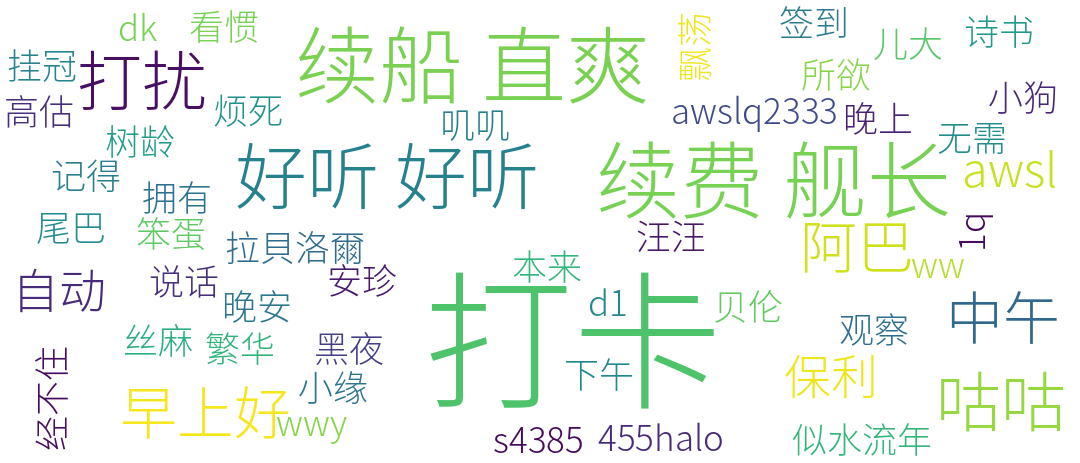 dk
看惯
续船 直爽
飘荡
签到
儿大
诗书
挂冠
打扰
所欲
高估
烦死
叽叽
awslq2333
晚上
小狗
树龄
好听 好听
续费 舰长
无需
awsl
记得
拥有
尾巴
笨蛋
拉貝洛爾
汪汪
阿巴
1q
ww
自动
说话
安珍
本来
打卡
d1
贝伦
中午
晚安
观察
丝麻
繁华
黑夜
下午
经不住
早上好
wwy
小缘
保利
咕咕
s4385
455halo
似水流年